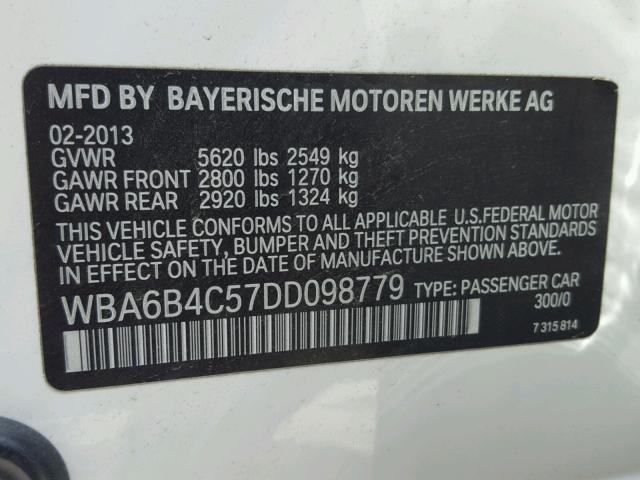 MFD BY BAYERISCHE MOTOREN WERKE AG
02-2013
GVWR 5620 lbs 2549 kg
GAWR FRONT 2800 lbs 1270 kg
GAWR REAR 2920 lbs 1324 kg
THIS VEHICLE CONFORMS TO ALL APPLICABLE U.S.FEDERAL MOTOR
VEHICLE SAFETY, BUMPER AND THEFT PREVENTION STANDARDS
IN EFFECT ON THE DATE OF MANUFACTURE SHOWN ABOVE.
WBA6B4C57DD098779 TYPE: PASSENGER CAR
300/0
7 315 814